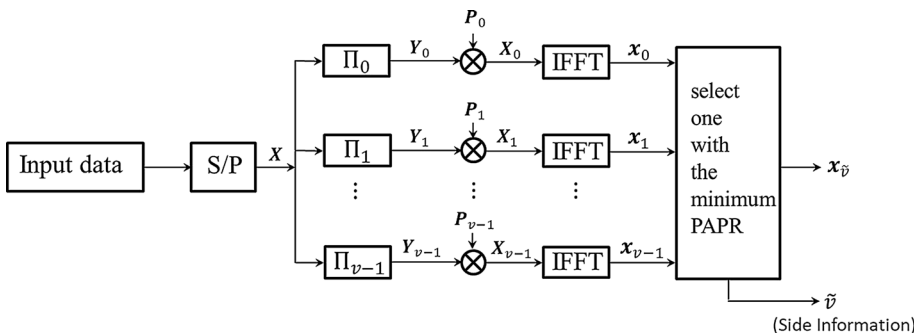 Input data
S/P
X
Π₀
Y₀
P₀
X₀
IFFT
x₀
Π₁
Y₁
P₁
X₁
IFFT
x₁
⋮ ⋮ ⋮
Πᵥ₋₁
Yᵥ₋₁
Pᵥ₋₁
Xᵥ₋₁
IFFT
xᵥ₋₁
select
one
with
the
minimum
PAPR
x_ṽ
ṽ
(Side Information)